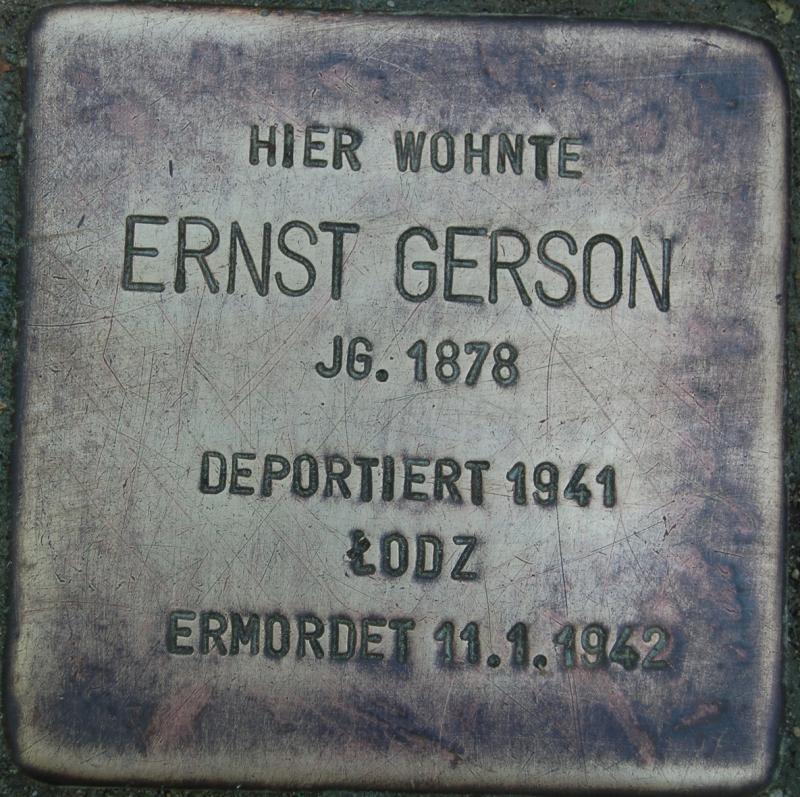 HIER WOHNTE
ERNST GERSON
JG. 1878
DEPORTIERT 1941
ŁODZ
ERMORDET 11.1.1942